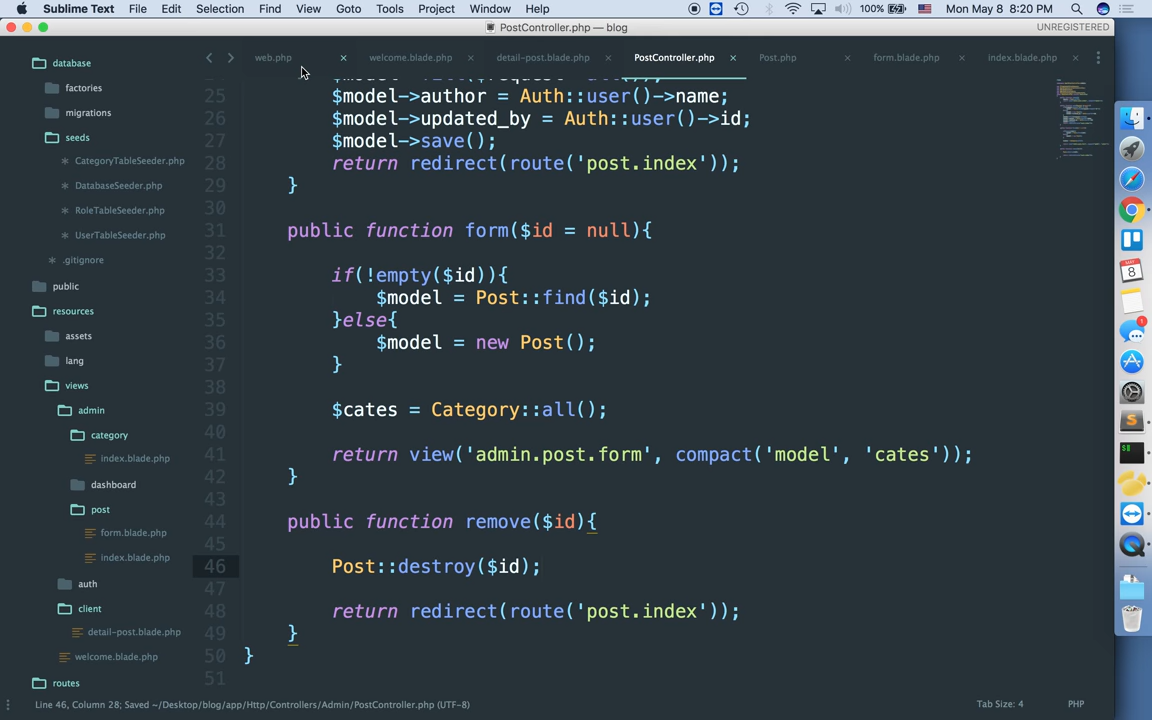 Sublime Text File Edit Selection Find View Goto Tools Project Window Help 100% Mon May 8 8:20 PM
PostController.php — blog UNREGISTERED
web.php welcome.blade.php detail-post.blade.php PostController.php Post.php form.blade.php index.blade.php
database
factories
migrations
seeds
CategoryTableSeeder.php
DatabaseSeeder.php
RoleTableSeeder.php
UserTableSeeder.php
.gitignore
public
resources
assets
lang
views
admin
category
index.blade.php
dashboard
post
form.blade.php
index.blade.php
auth
client
detail-post.blade.php
welcome.blade.php
routes
25 $model->author = Auth::user()->name;
26 $model->updated_by = Auth::user()->id;
27 $model->save();
28 return redirect(route('post.index'));
29 }
30
31 public function form($id = null){
32
33 if(!empty($id)){
34 $model = Post::find($id);
35 }else{
36 $model = new Post();
37 }
38
39 $cates = Category::all();
40
41 return view('admin.post.form', compact('model', 'cates'));
42 }
43
44 public function remove($id){
45
46 Post::destroy($id);
47
48 return redirect(route('post.index'));
49 }
50 }
51
MAY
8
1
Line 46, Column 28; Saved ~/Desktop/blog/app/Http/Controllers/Admin/PostController.php (UTF-8) Tab Size: 4 PHP